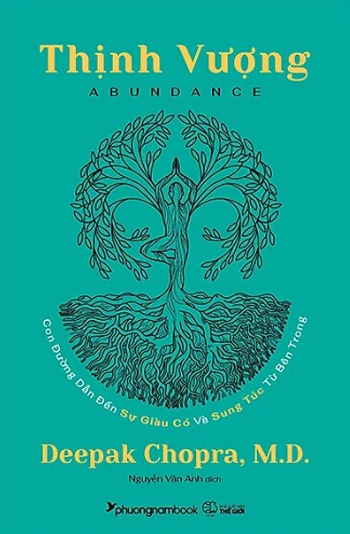 Thịnh Vượng
ABUNDANCE
Con Đường Dẫn Đến Sự Giàu Có Và Sung Túc Từ Bên Trong
Deepak Chopra, M.D.
Nguyễn Vân Anh dịch
phuongnambook
THẾ GIỚI